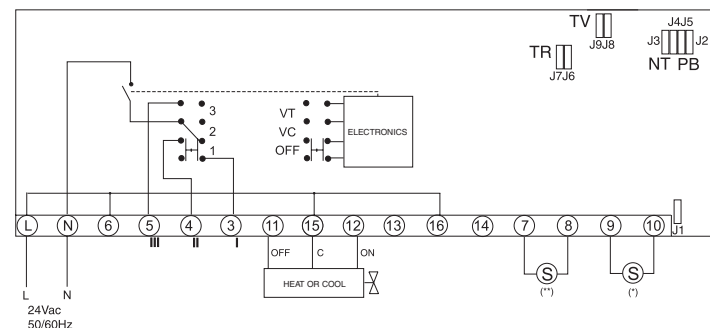 TV
J9J8
J4J5
J3
J2
NT PB
TR
J7J6
3
2
1
VT
VC
OFF
ELECTRONICS
L N 6 5 4 3 11 15 12 13 16 14 7 8 9 10
J1
III II I
OFF C ON
HEAT OR COOL
S
(**)
S
(*)
L N
24Vac
50/60Hz